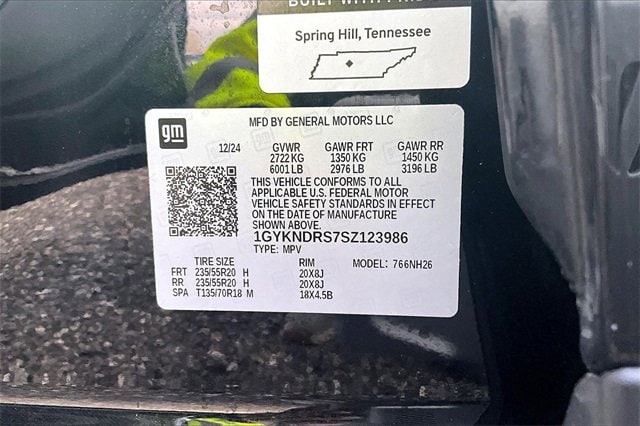 BUILT WITH PRIDE
Spring Hill, Tennessee
gm
MFD BY GENERAL MOTORS LLC
12/24 GVWR GAWR FRT GAWR RR
2722 KG 1350 KG 1450 KG
6001 LB 2976 LB 3196 LB
THIS VEHICLE CONFORMS TO ALL
APPLICABLE U.S. FEDERAL MOTOR
VEHICLE SAFETY STANDARDS IN EFFECT
ON THE DATE OF MANUFACTURE
SHOWN ABOVE.
1GYKNDRS7SZ123986
TYPE: MPV
TIRE SIZE RIM MODEL: 766NH26
FRT 235/55R20 H 20X8J
RR 235/55R20 H 20X8J
SPA T135/70R18 M 18X4.5B